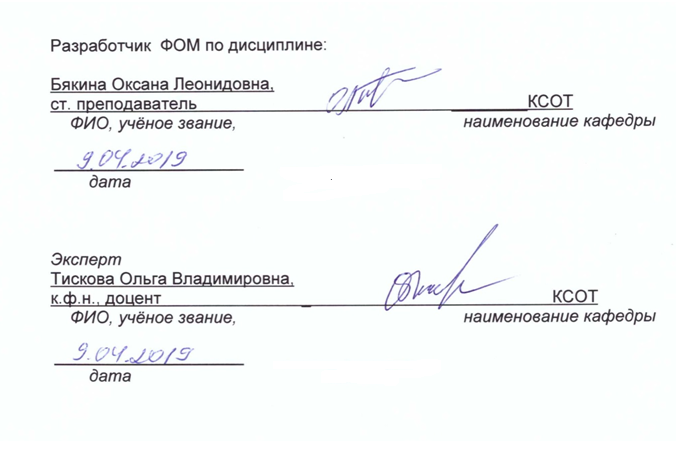 Разработчик ФОМ по дисциплине:
Бякина Оксана Леонидовна,
ст. преподаватель КСОТ
ФИО, учёное звание, наименование кафедры
9.04.2019
дата
Эксперт
Тискова Ольга Владимировна,
к.ф.н., доцент КСОТ
ФИО, учёное звание, наименование кафедры
9.04.2019
дата